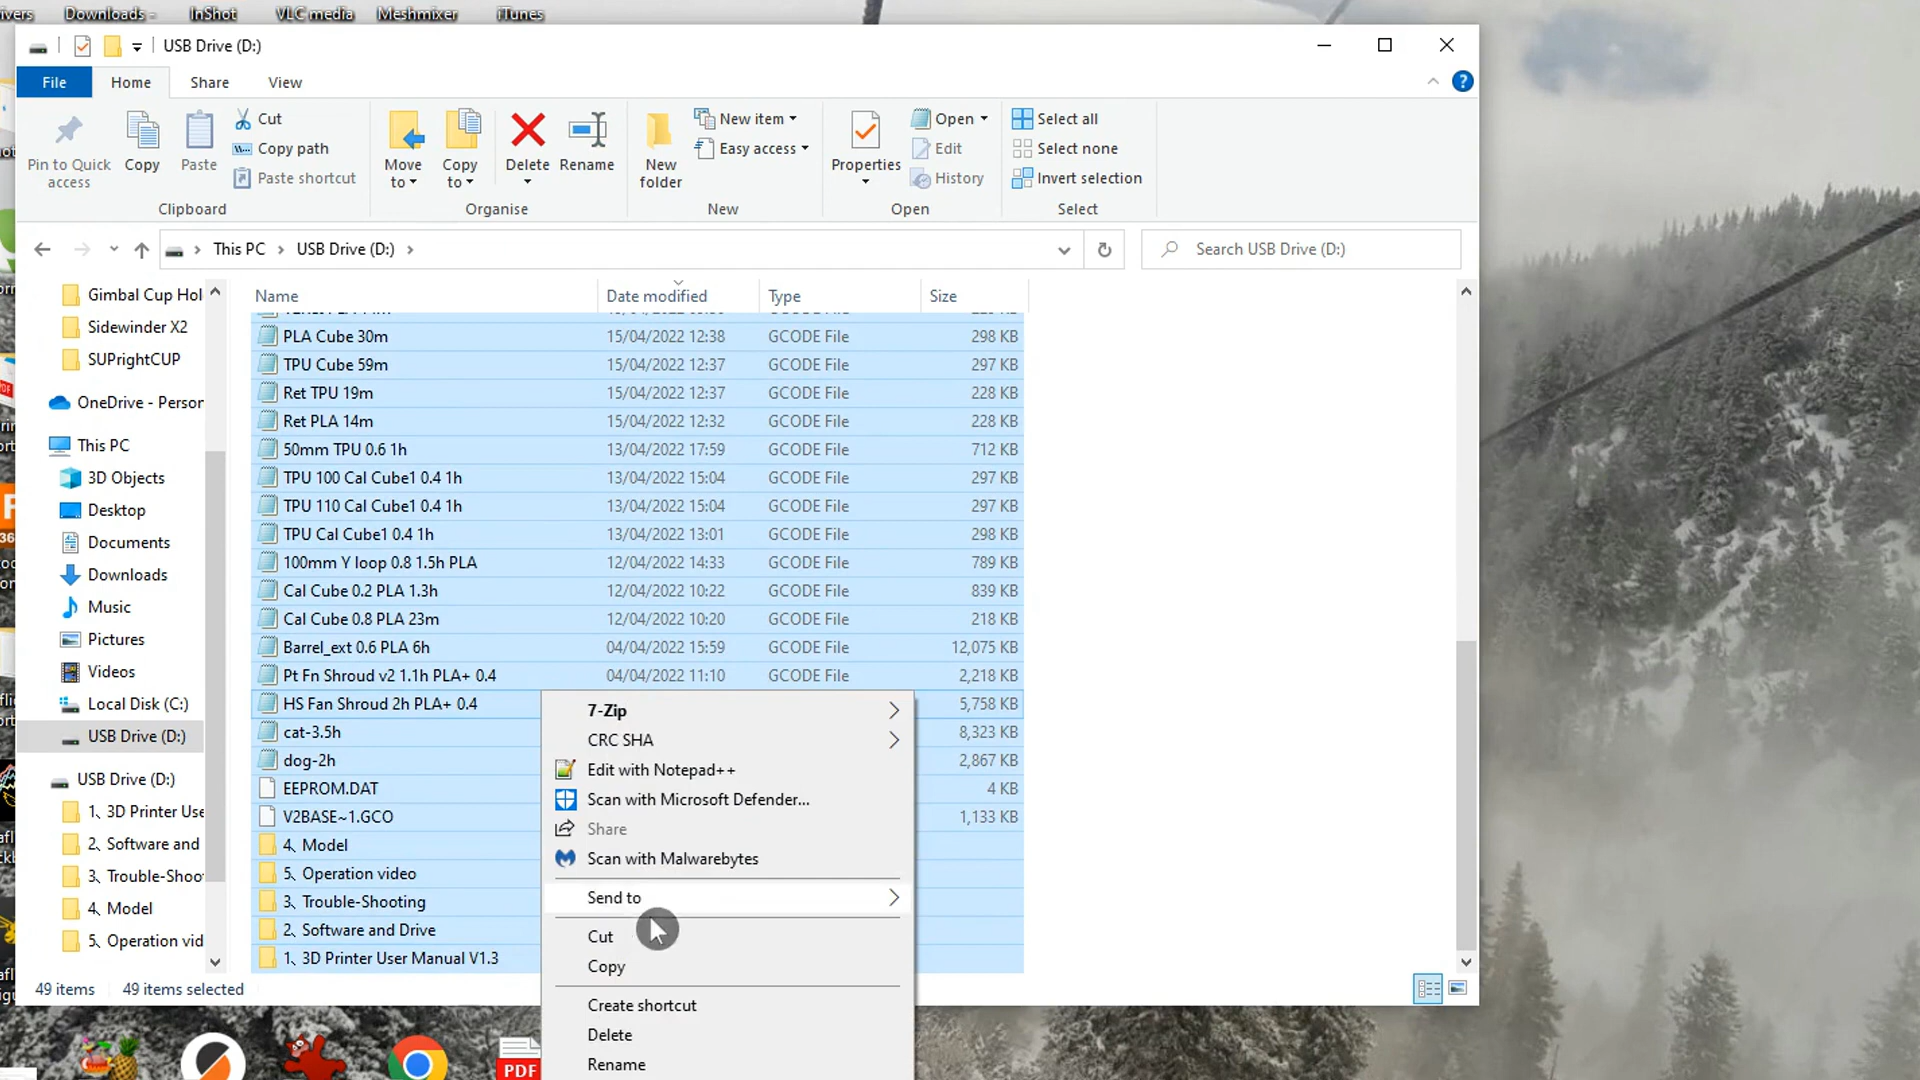 Downloads -
InShot
VLC media
Meshmixer
iTunes
USB Drive (D:)
File
Home
Share
View
Pin to Quick access
Copy
Paste
Cut
Copy path
Paste shortcut
Clipboard
Move to
Copy to
Delete
Rename
Organise
New folder
New item
Easy access
New
Properties
Open
Edit
History
Open
Select all
Select none
Invert selection
Select
This PC
USB Drive (D:)
Search USB Drive (D:)
Gimbal Cup Hol
Sidewinder X2
SUPrightCUP
OneDrive - Person
This PC
3D Objects
Desktop
Documents
Downloads
Music
Pictures
Videos
Local Disk (C:)
USB Drive (D:)
USB Drive (D:)
1、3D Printer Use
2、Software and
3、Trouble-Shoo
4、Model
5、Operation vid
Name Date modified Type Size
PLA Cube 30m 15/04/2022 12:38 GCODE File 298 KB
TPU Cube 59m 15/04/2022 12:37 GCODE File 297 KB
Ret TPU 19m 15/04/2022 12:37 GCODE File 228 KB
Ret PLA 14m 15/04/2022 12:32 GCODE File 228 KB
50mm TPU 0.6 1h 13/04/2022 17:59 GCODE File 712 KB
TPU 100 Cal Cube1 0.4 1h 13/04/2022 15:04 GCODE File 297 KB
TPU 110 Cal Cube1 0.4 1h 13/04/2022 15:04 GCODE File 297 KB
TPU Cal Cube1 0.4 1h 13/04/2022 13:01 GCODE File 298 KB
100mm Y loop 0.8 1.5h PLA 12/04/2022 14:33 GCODE File 789 KB
Cal Cube 0.2 PLA 1.3h 12/04/2022 10:22 GCODE File 839 KB
Cal Cube 0.8 PLA 23m 12/04/2022 10:20 GCODE File 218 KB
Barrel_ext 0.6 PLA 6h 04/04/2022 15:59 GCODE File 12,075 KB
Pt Fn Shroud v2 1.1h PLA+ 0.4 04/04/2022 11:10 GCODE File 2,218 KB
HS Fan Shroud 2h PLA+ 0.4 5,758 KB
cat-3.5h 8,323 KB
dog-2h 2,867 KB
EEPROM.DAT 4 KB
V2BASE~1.GCO 1,133 KB
4、Model
5、Operation video
3、Trouble-Shooting
2、Software and Drive
1、3D Printer User Manual V1.3
7-Zip
CRC SHA
Edit with Notepad++
Scan with Microsoft Defender...
Share
Scan with Malwarebytes
Send to
Cut
Copy
Create shortcut
Delete
Rename
49 items 49 items selected
PDF